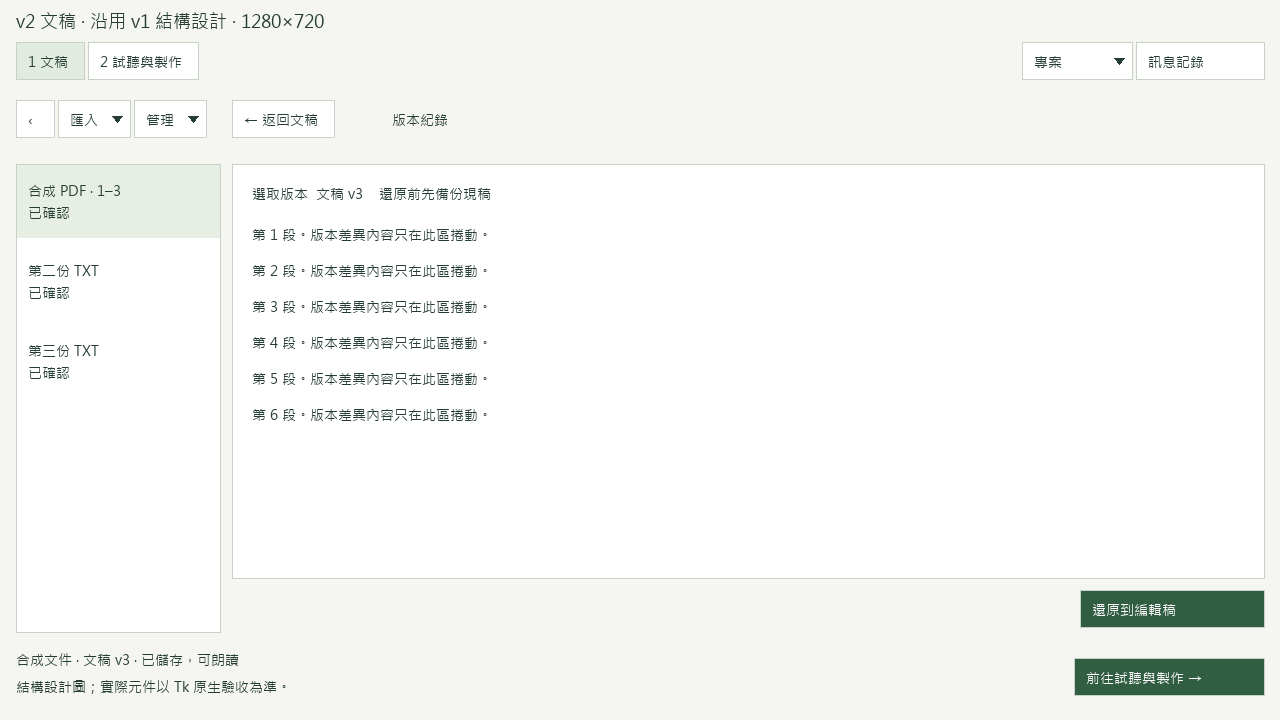 v2 文稿 · 沿用 v1 結構設計 · 1280×720
1 文稿
2 試聽與製作
專案
訊息記錄
‹
匯入
管理
← 返回文稿
版本紀錄
合成 PDF · 1–3
已確認
第二份 TXT
已確認
第三份 TXT
已確認
選取版本 文稿 v3 還原前先備份現稿
第 1 段。版本差異內容只在此區捲動。
第 2 段。版本差異內容只在此區捲動。
第 3 段。版本差異內容只在此區捲動。
第 4 段。版本差異內容只在此區捲動。
第 5 段。版本差異內容只在此區捲動。
第 6 段。版本差異內容只在此區捲動。
還原到編輯稿
合成文件 · 文稿 v3 · 已儲存，可朗讀
結構設計圖；實際元件以 Tk 原生驗收為準。
前往試聽與製作 →